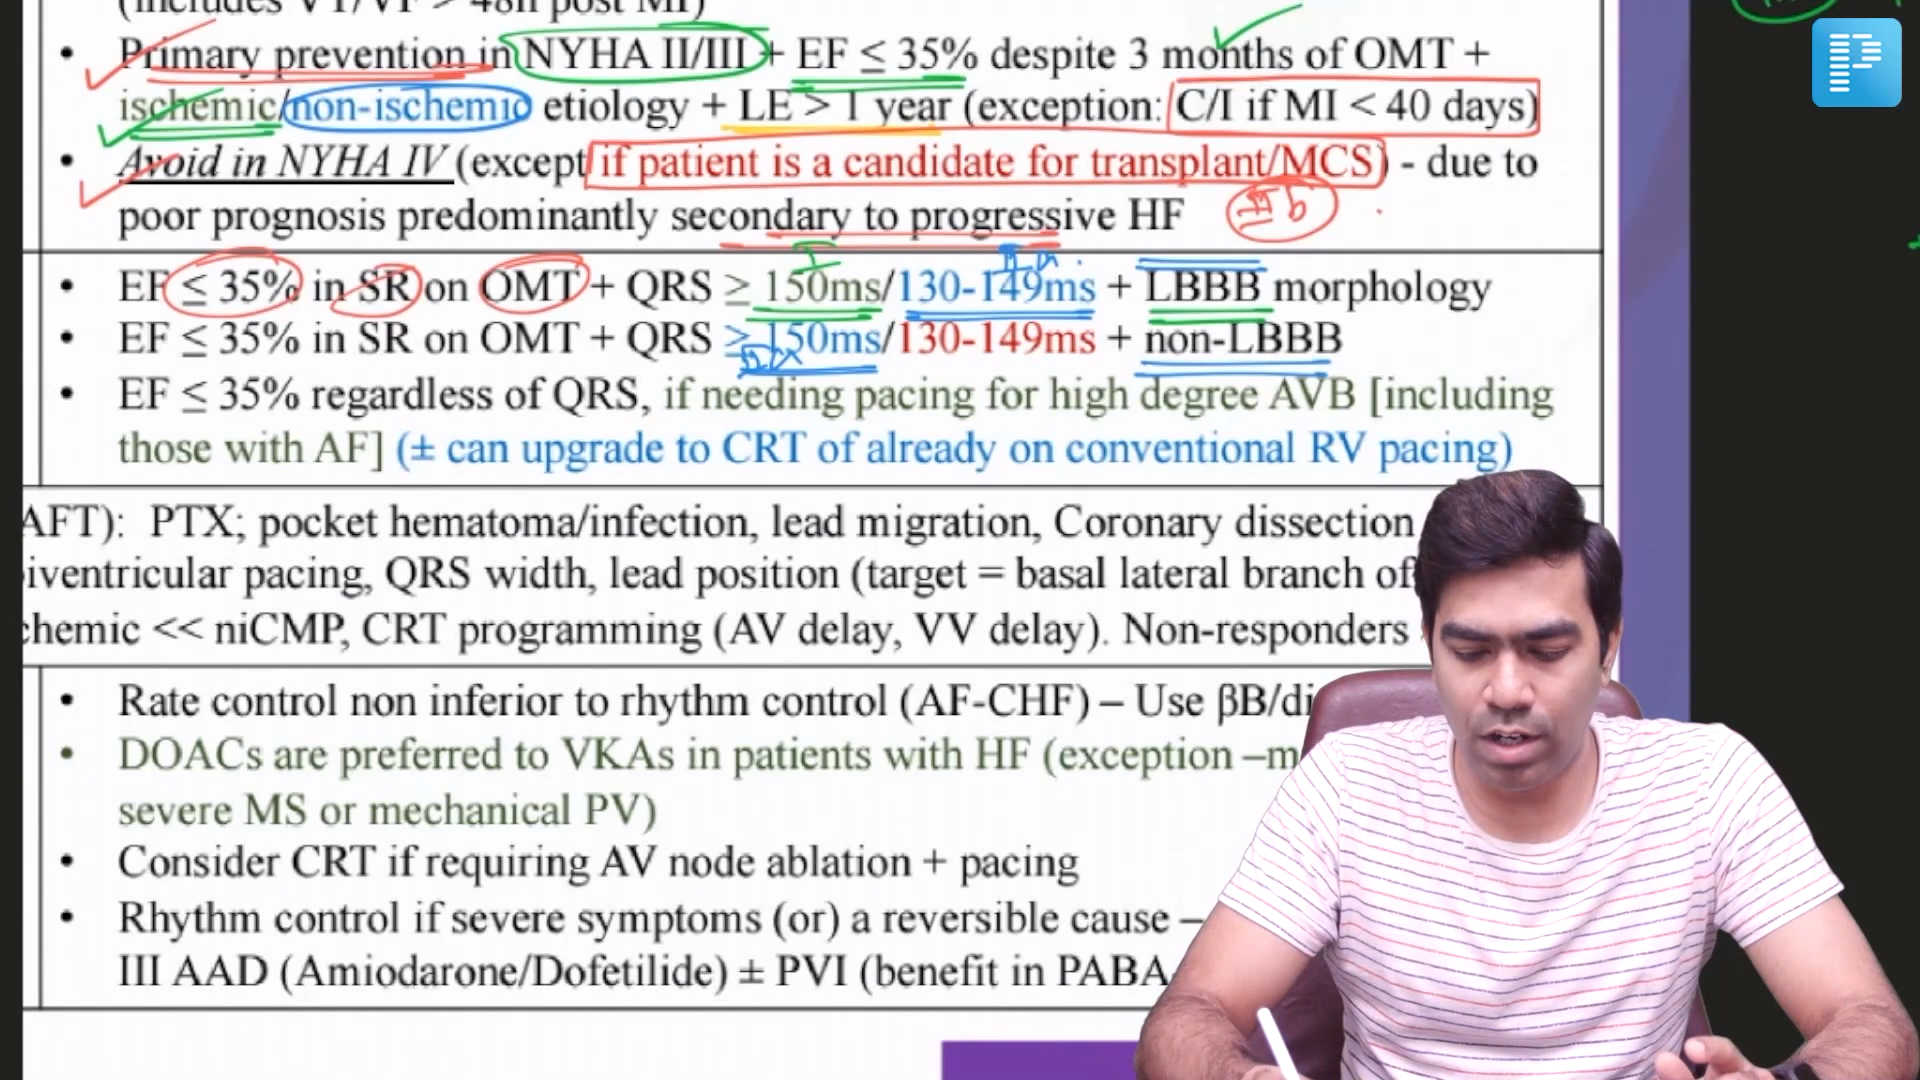 (includes VT/VF > 48h post MI)
• Primary prevention in NYHA II/III + EF ≤ 35% despite 3 months of OMT +
ischemic/non-ischemic etiology + LE > 1 year (exception: C/I if MI < 40 days)
• Avoid in NYHA IV (except if patient is a candidate for transplant/MCS) - due to
poor prognosis predominantly secondary to progressive HF
II b
I
II a
• EF ≤ 35% in SR on OMT + QRS ≥ 150ms/130-149ms + LBBB morphology
• EF ≤ 35% in SR on OMT + QRS ≥ 150ms/130-149ms + non-LBBB
• EF ≤ 35% regardless of QRS, if needing pacing for high degree AVB [including
those with AF] (± can upgrade to CRT of already on conventional RV pacing)
AFT): PTX; pocket hematoma/infection, lead migration, Coronary dissection
iventricular pacing, QRS width, lead position (target = basal lateral branch of
chemic << niCMP, CRT programming (AV delay, VV delay). Non-responders
• Rate control non inferior to rhythm control (AF-CHF) – Use βB/di
• DOACs are preferred to VKAs in patients with HF (exception –m
severe MS or mechanical PV)
• Consider CRT if requiring AV node ablation + pacing
• Rhythm control if severe symptoms (or) a reversible cause –
III AAD (Amiodarone/Dofetilide) ± PVI (benefit in PABA